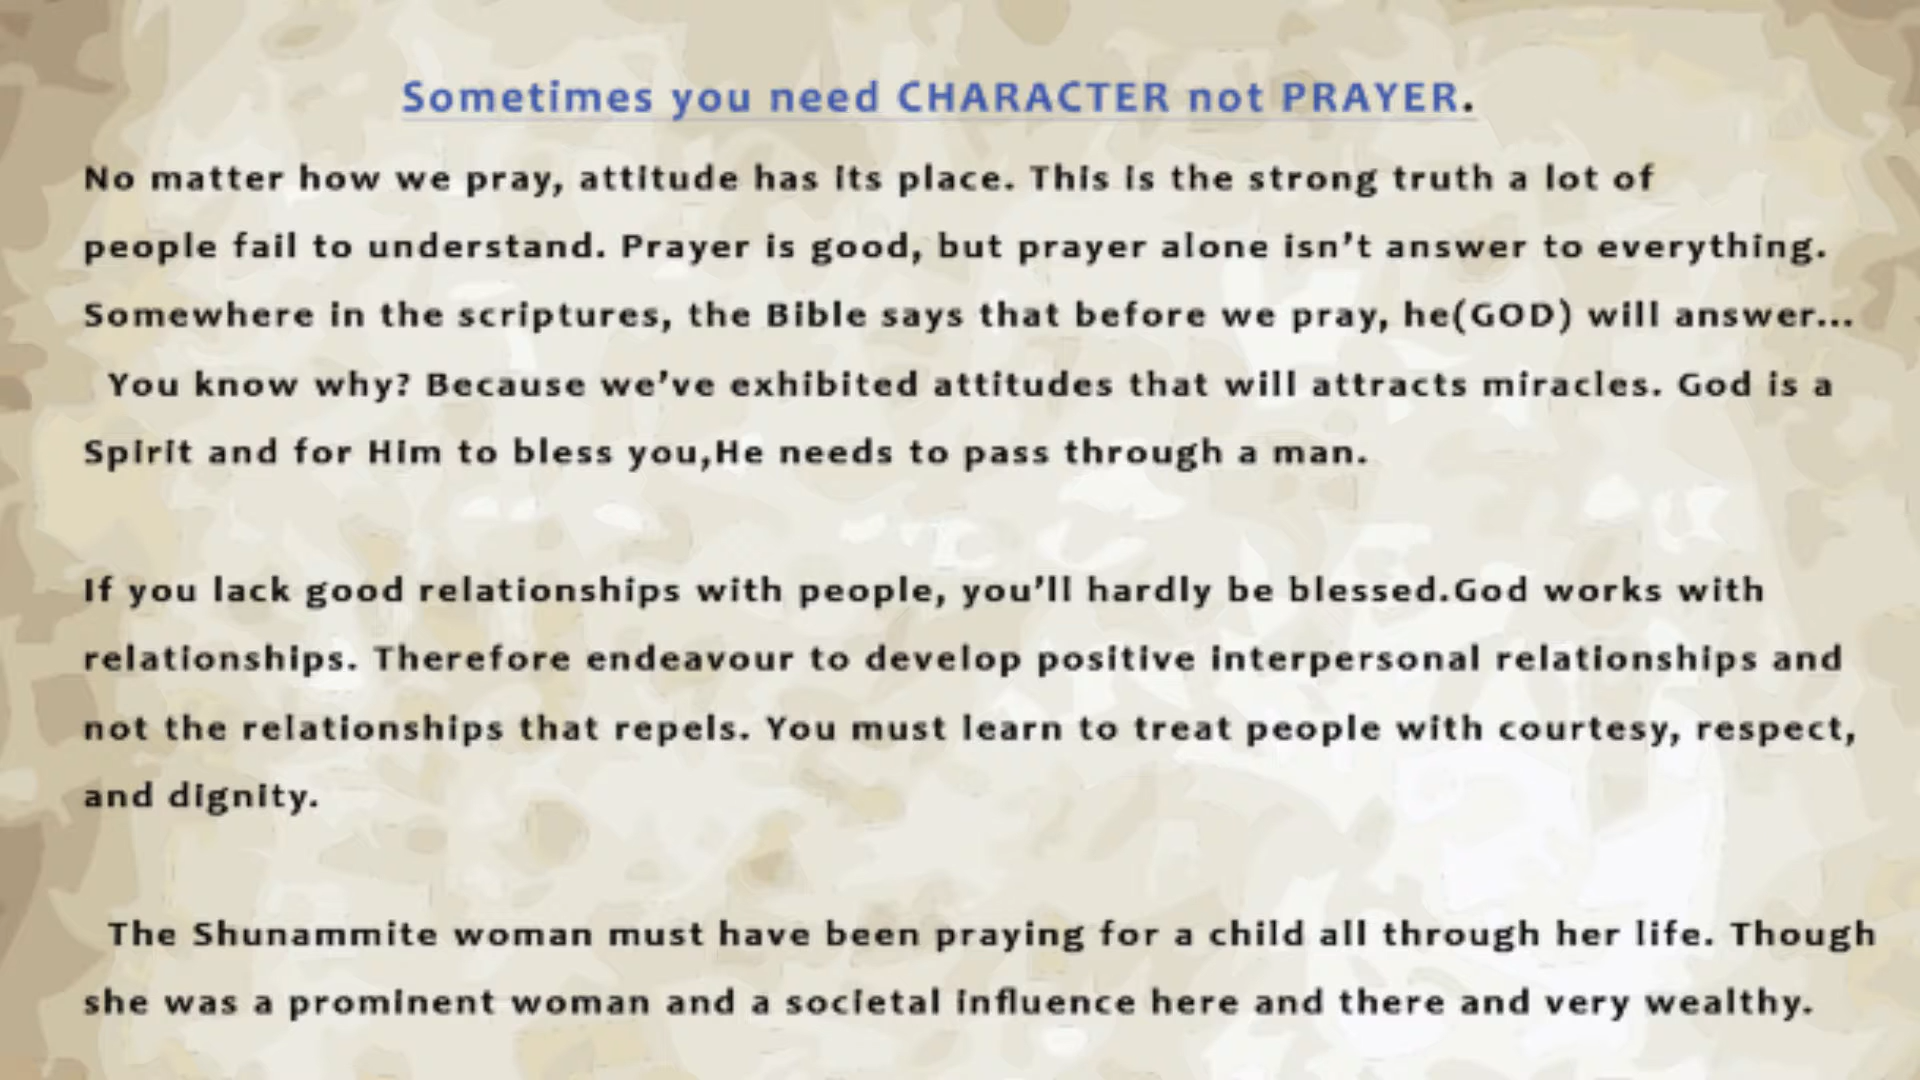 Sometimes you need CHARACTER not PRAYER.
No matter how we pray, attitude has its place. This is the strong truth a lot of
people fail to understand. Prayer is good, but prayer alone isn't answer to everything.
Somewhere in the scriptures, the Bible says that before we pray, he(GOD) will answer...
You know why? Because we've exhibited attitudes that will attracts miracles. God is a
Spirit and for Him to bless you,He needs to pass through a man.
If you lack good relationships with people, you'll hardly be blessed.God works with
relationships. Therefore endeavour to develop positive interpersonal relationships and
not the relationships that repels. You must learn to treat people with courtesy, respect,
and dignity.
The Shunammite woman must have been praying for a child all through her life. Though
she was a prominent woman and a societal influence here and there and very wealthy.